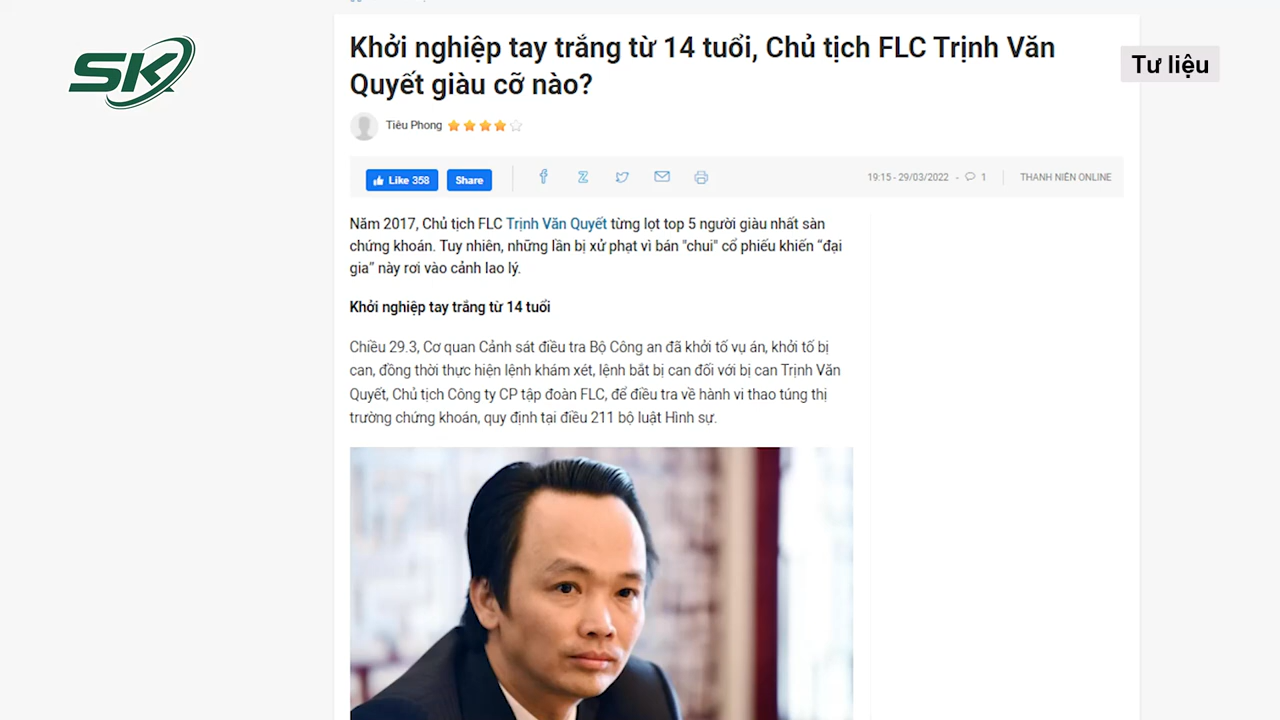 SK
Khởi nghiệp tay trắng từ 14 tuổi, Chủ tịch FLC Trịnh Văn
Quyết giàu cỡ nào?
Tư liệu
Tiêu Phong
Like 358
Share
19:15 - 29/03/2022 - 1
THANH NIÊN ONLINE
Năm 2017, Chủ tịch FLC Trịnh Văn Quyết từng lọt top 5 người giàu nhất sàn
chứng khoán. Tuy nhiên, những lần bị xử phạt vì bán "chui" cổ phiếu khiến “đại
gia” này rơi vào cảnh lao lý.
Khởi nghiệp tay trắng từ 14 tuổi
Chiều 29.3, Cơ quan Cảnh sát điều tra Bộ Công an đã khởi tố vụ án, khởi tố bị
can, đồng thời thực hiện lệnh khám xét, lệnh bắt bị can đối với bị can Trịnh Văn
Quyết, Chủ tịch Công ty CP tập đoàn FLC, để điều tra về hành vi thao túng thị
trường chứng khoán, quy định tại điều 211 bộ luật Hình sự.